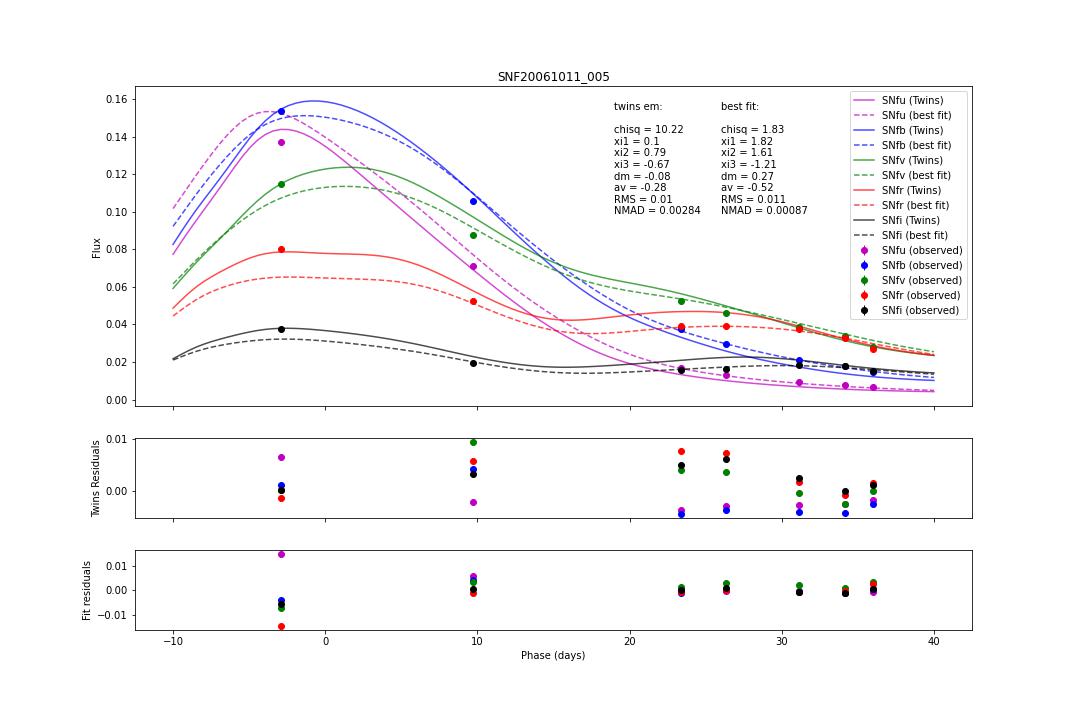 SNF20061011_005
Flux
0.16
0.14
0.12
0.10
0.08
0.06
0.04
0.02
0.00
twins em:
chisq = 10.22
xi1 = 0.1
xi2 = 0.79
xi3 = -0.67
dm = -0.08
av = -0.28
RMS = 0.01
NMAD = 0.00284
best fit:
chisq = 1.83
xi1 = 1.82
xi2 = 1.61
xi3 = -1.21
dm = 0.27
av = -0.52
RMS = 0.011
NMAD = 0.00087
SNfu (Twins)
SNfu (best fit)
SNfb (Twins)
SNfb (best fit)
SNfv (Twins)
SNfv (best fit)
SNfr (Twins)
SNfr (best fit)
SNfi (Twins)
SNfi (best fit)
SNfu (observed)
SNfb (observed)
SNfv (observed)
SNfr (observed)
SNfi (observed)
Twins Residuals
0.01
0.00
Fit residuals
0.01
0.00
−0.01
−10
0
10
20
30
40
Phase (days)